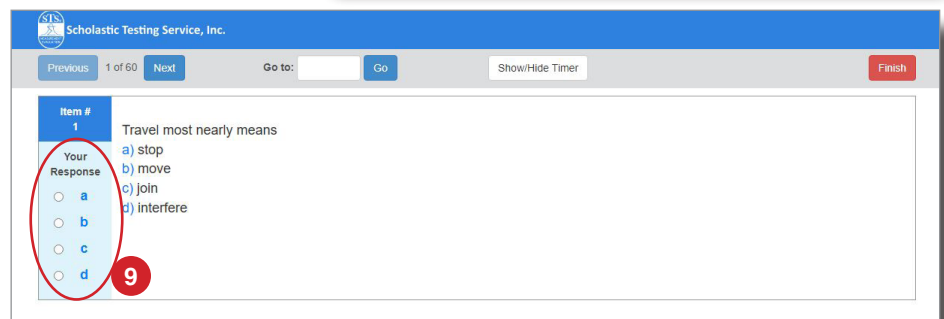 STS
Scholastic Testing Service, Inc.
Previous 1 of 60 Next Go to: Go Show/Hide Timer Finish
Item #
1
Travel most nearly means
a) stop
b) move
c) join
d) interfere
Your
Response
a
b
c
d
9